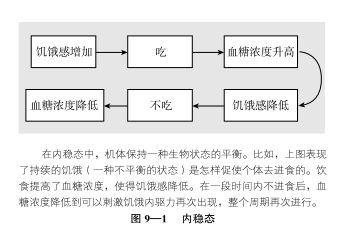 饥饿感增加 吃 血糖浓度升高
血糖浓度降低 不吃 饥饿感降低
在内稳态中，机体保持一种生物状态的平衡。比如，上图表现
了持续的饥饿（一种不平衡的状态）是怎样促使个体去进食的。饮
食提高了血糖浓度，使得饥饿感降低。在一段时间内不进食后，血
糖浓度降低到可以刺激饥饿内驱力再次出现，整个周期再次进行。
图 9—1 内稳态